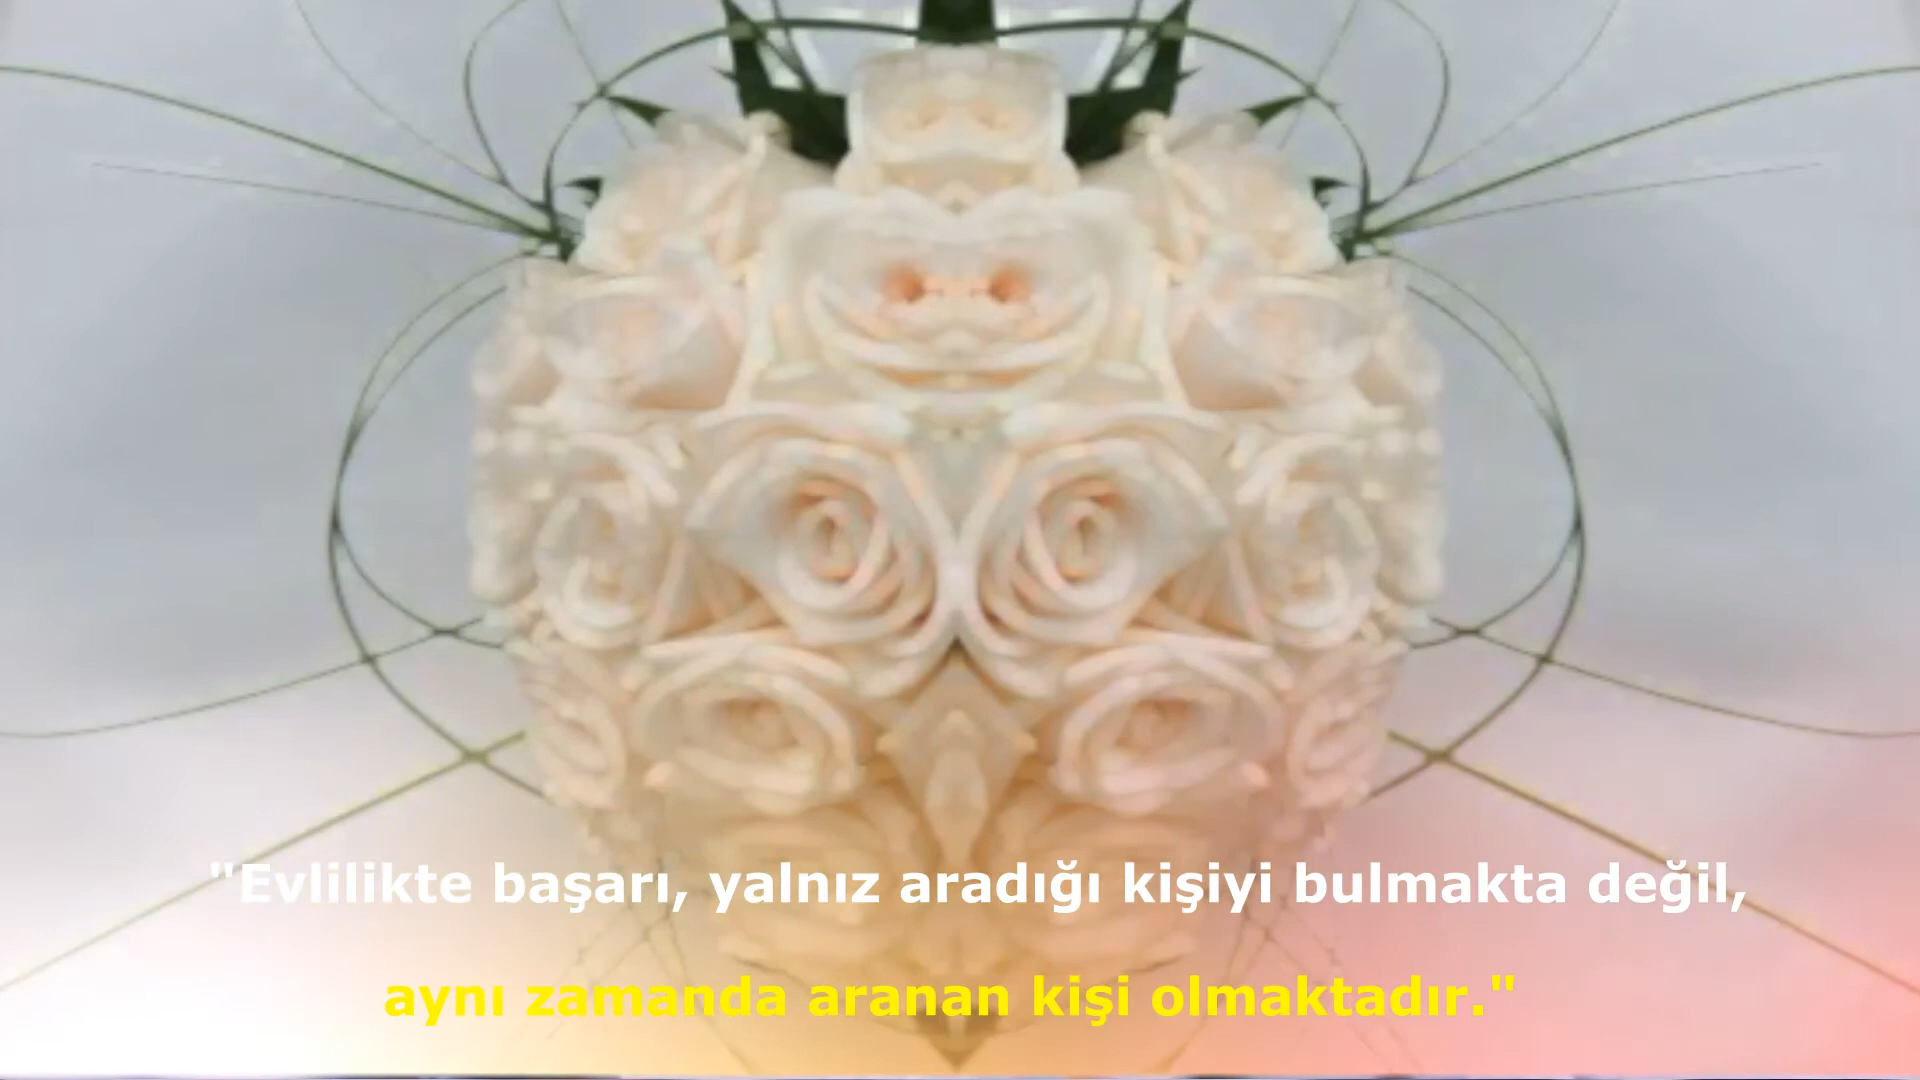 "Evlilikte başarı, yalnız aradığı kişiyi bulmakta değil,
aynı zamanda aranan kişi olmaktadır."